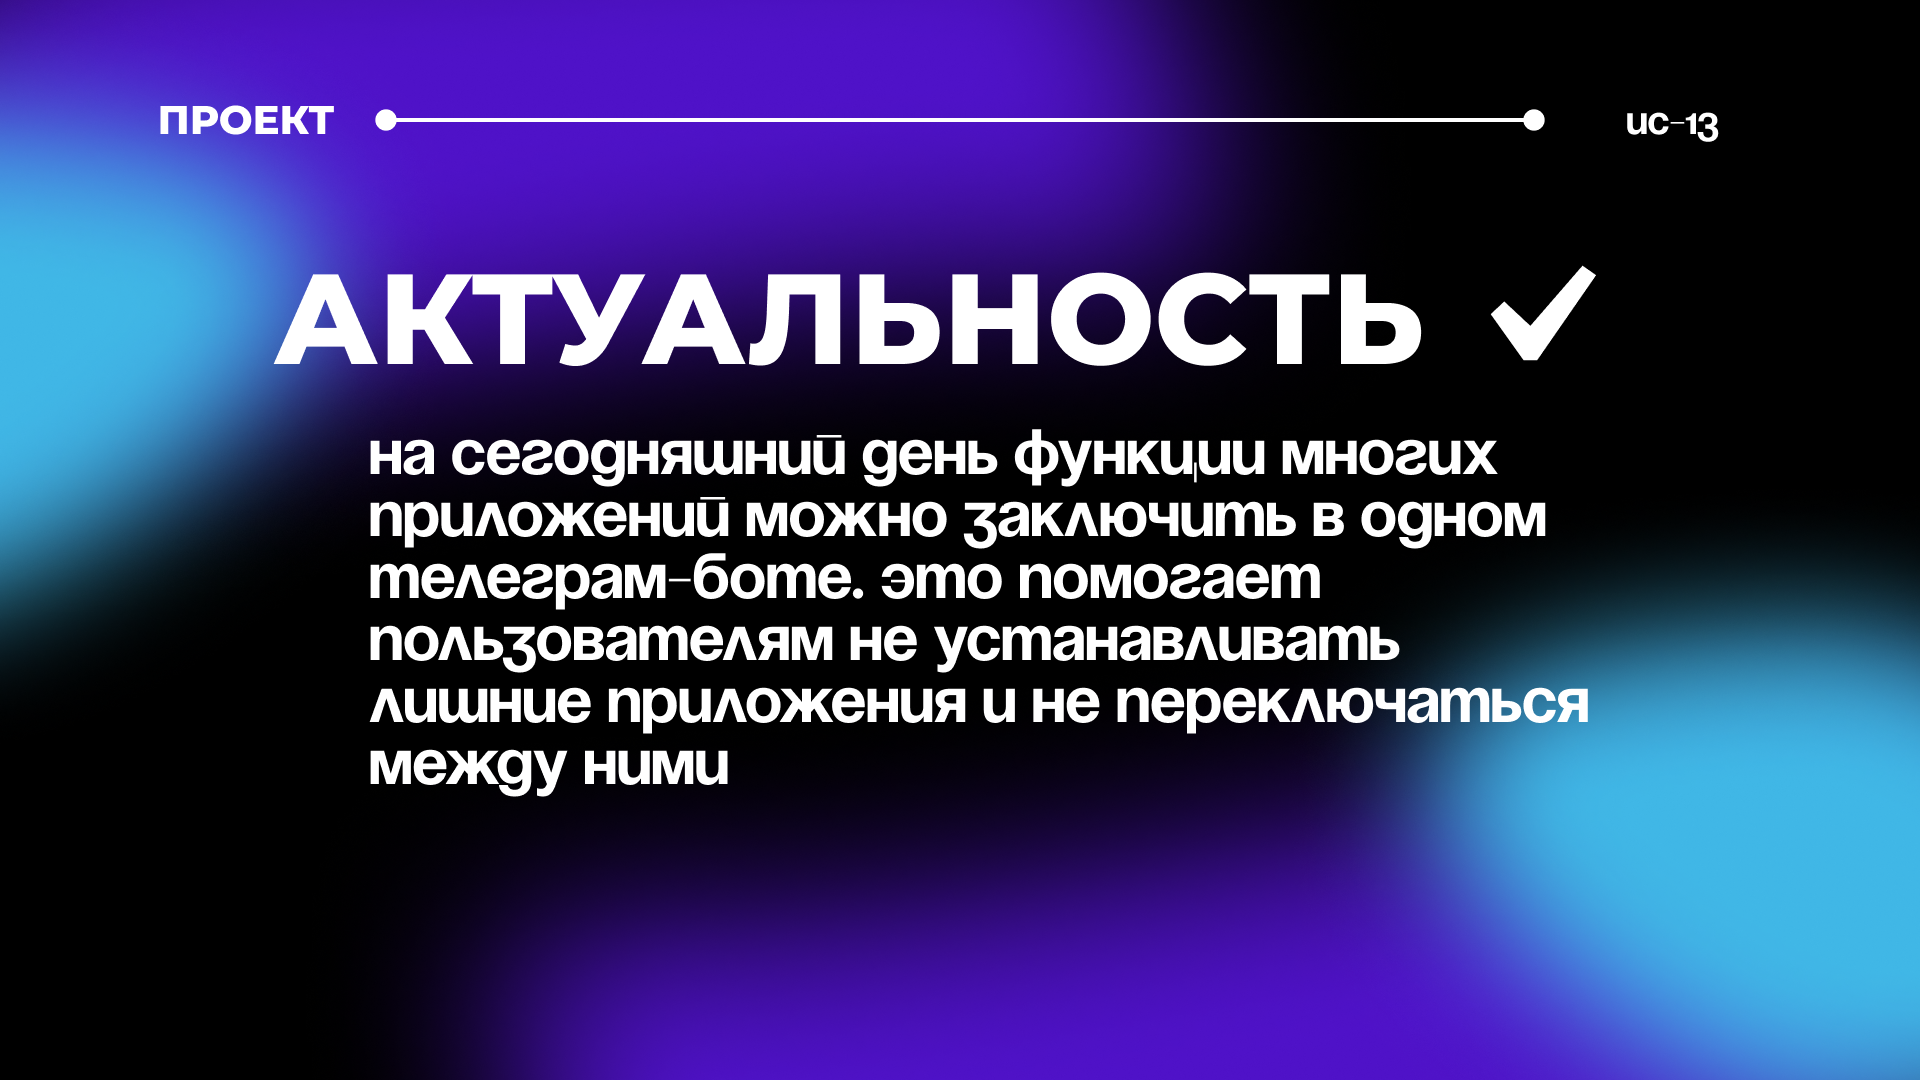 ПРОЕКТ
ис-13
АКТУАЛЬНОСТЬ
на сегодняшний день функции многих
приложений можно заключить в одном
телеграм-боте. это помогает
пользователям не устанавливать
лишние приложения и не переключаться
между ними